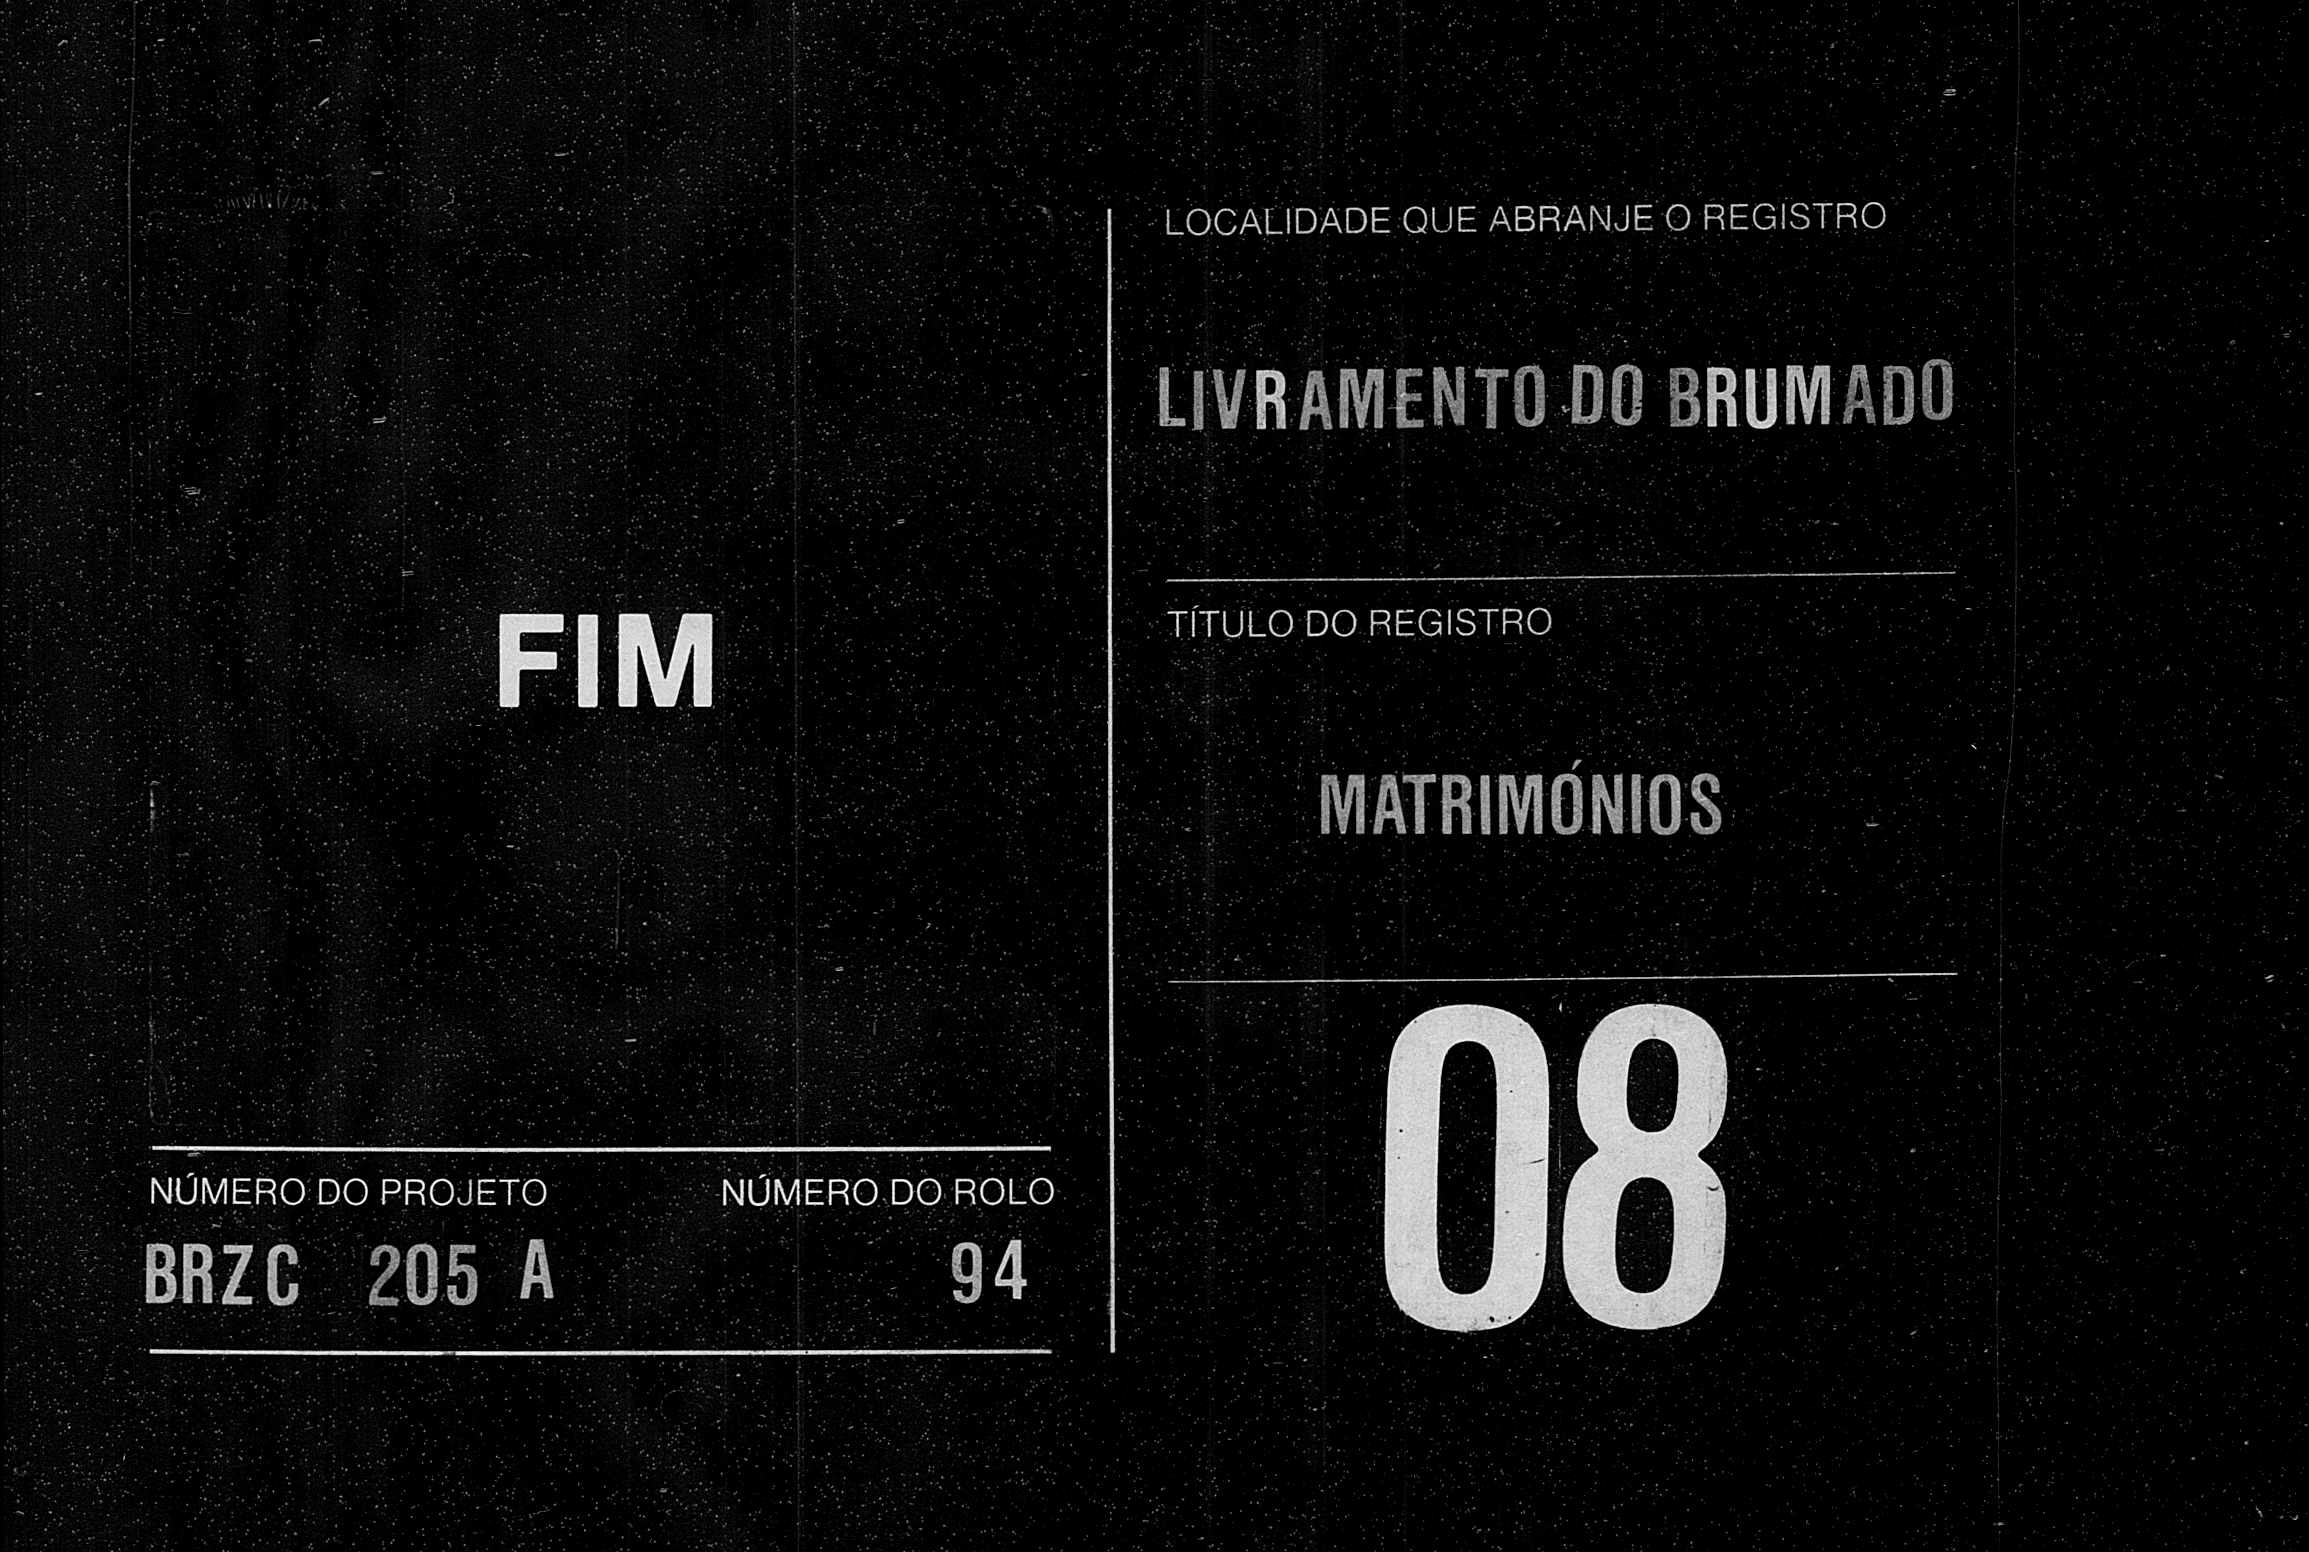 FIM
NÚMERO DO PROJETO
NÚMERO DO ROLO
BRZC 205 A
94
LOCALIDADE QUE ABRANJE O REGISTRO
LIVRAMENTO DO BRUMADO
TÍTULO DO REGISTRO
MATRIMÓNIOS
08